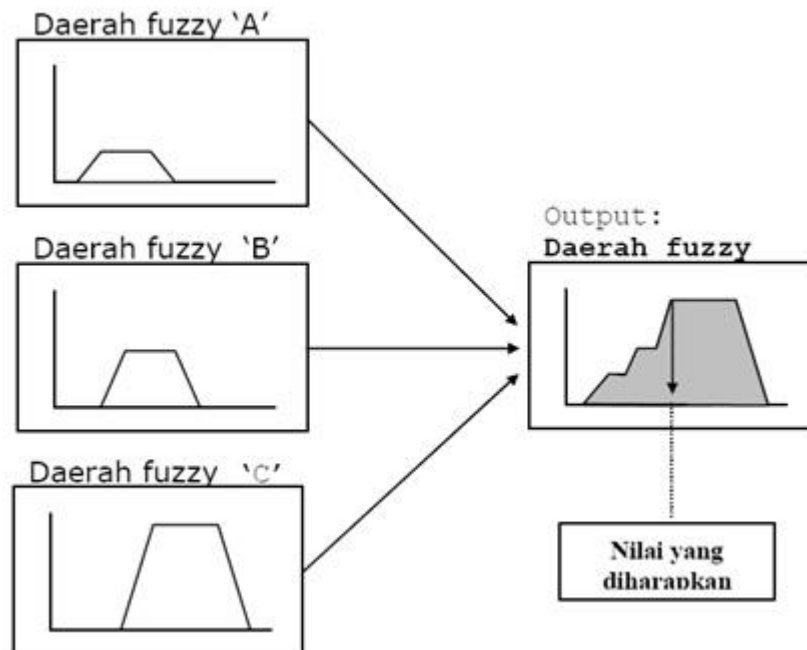 Daerah fuzzy ‘A’
Daerah fuzzy ‘B’
Daerah fuzzy ‘C’
Output:
Daerah fuzzy
Nilai yang
diharapkan